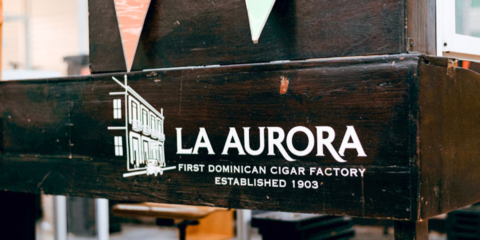 LA AURORA
FIRST DOMINICAN CIGAR FACTORY
ESTABLISHED 1903